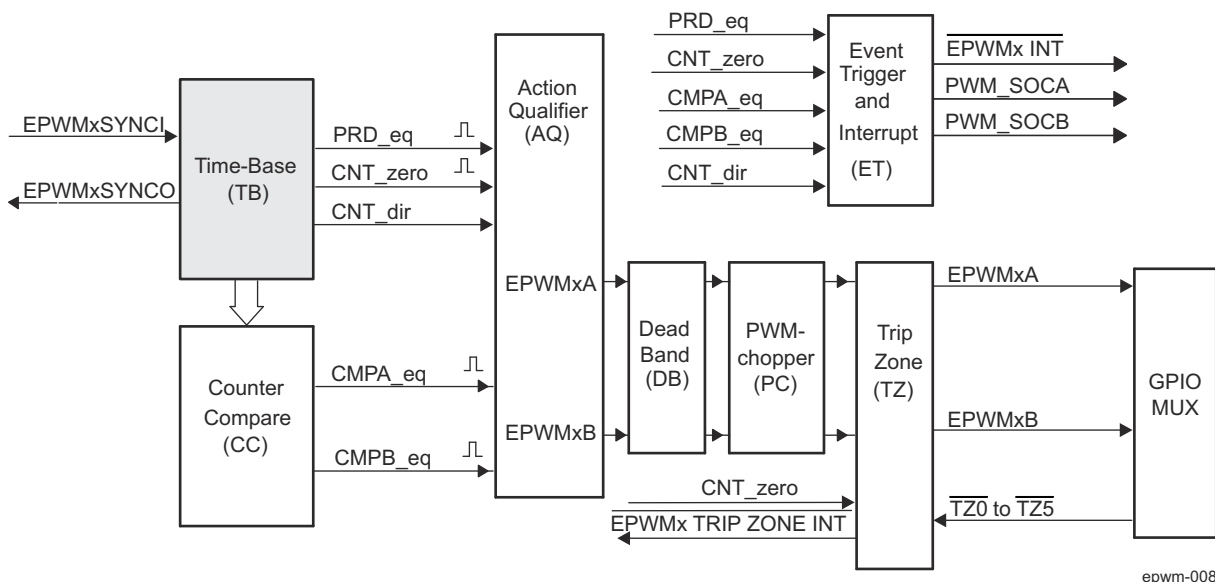 EPWMxSYNCI
EPWMxSYNCO
Time-Base
(TB)
PRD_eq
CNT_zero
CNT_dir
Counter
Compare
(CC)
CMPA_eq
CMPB_eq
Action
Qualifier
(AQ)
EPWMxA
EPWMxB
PRD_eq
CNT_zero
CMPA_eq
CMPB_eq
CNT_dir
Event
Trigger
and
Interrupt
(ET)
EPWMx INT
PWM_SOCA
PWM_SOCB
Dead
Band
(DB)
PWM-
chopper
(PC)
Trip
Zone
(TZ)
CNT_zero
EPWMx TRIP ZONE INT
EPWMxA
EPWMxB
TZ0 to TZ5
GPIO
MUX
epwm-008